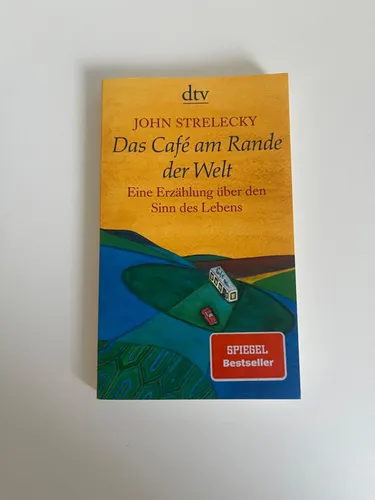 dtv
JOHN STRELECKY
Das Café am Rande
der Welt
Eine Erzählung über den
Sinn des Lebens
SPIEGEL
Bestseller